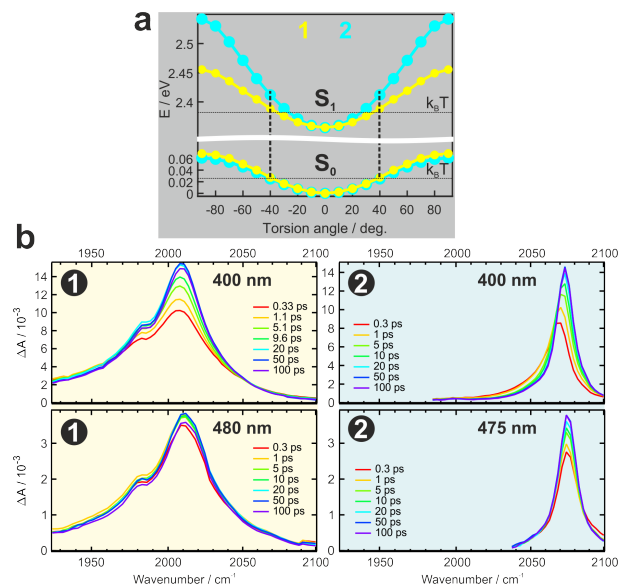 a
1 2
E / eV
2.5
2.45
2.4
S1
kBT
S0
kBT
0.06
0.04
0.02
0
-80 -60 -40 -20 0 20 40 60 80
Torsion angle / deg.
b
1950 2000 2050 2100
1950 2000 2050 2100
ΔA / 10⁻³
14
12
10
8
6
4
2
0
1
400 nm
0.33 ps
1.1 ps
5.1 ps
9.6 ps
20 ps
50 ps
100 ps
14
12
10
8
6
4
2
0
2
400 nm
0.3 ps
1 ps
5 ps
10 ps
20 ps
50 ps
100 ps
ΔA / 10⁻³
3
2
1
0
1
480 nm
0.3 ps
1 ps
5 ps
10 ps
20 ps
50 ps
100 ps
3
2
1
0
2
475 nm
0.3 ps
1 ps
5 ps
10 ps
20 ps
50 ps
100 ps
1950 2000 2050 2100
1950 2000 2050 2100
Wavenumber / cm⁻¹
Wavenumber / cm⁻¹